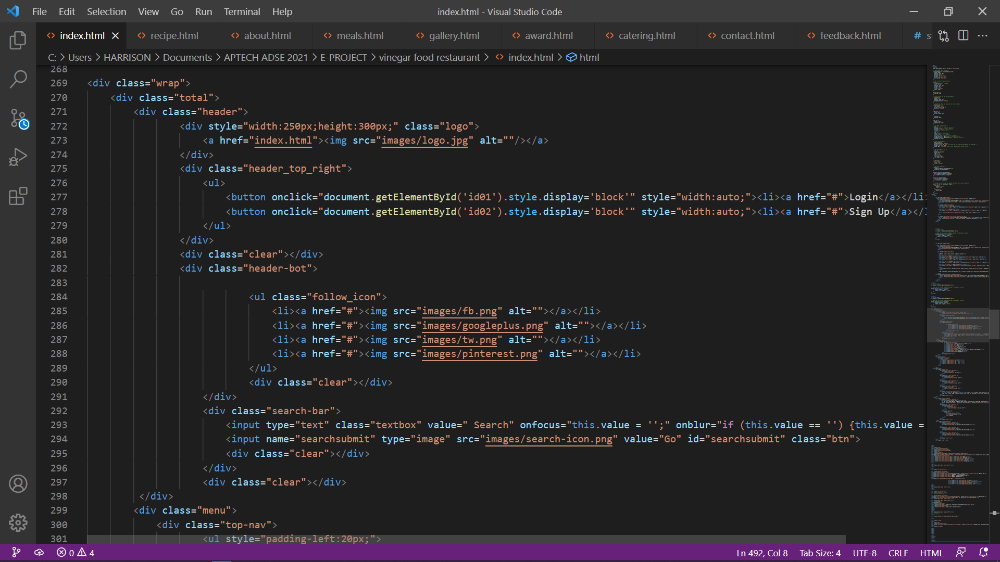 File Edit Selection View Go Run Terminal Help
index.html - Visual Studio Code
index.html recipe.html about.html meals.html gallery.html award.html catering.html contact.html feedback.html # st
C: > Users > HARRISON > Documents > APTECH ADSE 2021 > E-PROJECT > vinegar food restaurant > index.html > html
268
269 <div class="wrap">
270 <div class="total">
271 <div class="header">
272 <div style="width:250px;height:300px;" class="logo">
273 <a href="index.html"><img src="images/logo.jpg" alt=""/></a>
274 </div>
275 <div class="header_top_right">
276 <ul>
277 <button onclick="document.getElementById('id01').style.display='block'" style="width:auto;"><li><a href="#">Login</a></li>
278 <button onclick="document.getElementById('id02').style.display='block'" style="width:auto;"><li><a href="#">Sign Up</a></l
279 </ul>
280 </div>
281 <div class="clear"></div>
282 <div class="header-bot">
283
284 <ul class="follow_icon">
285 <li><a href="#"><img src="images/fb.png" alt=""></a></li>
286 <li><a href="#"><img src="images/googleplus.png" alt=""></a></li>
287 <li><a href="#"><img src="images/tw.png" alt=""></a></li>
288 <li><a href="#"><img src="images/pinterest.png" alt=""></a></li>
289 </ul>
290 <div class="clear"></div>
291 </div>
292 <div class="search-bar">
293 <input type="text" class="textbox" value=" Search" onfocus="this.value = '';" onblur="if (this.value == '') {this.value =
294 <input name="searchsubmit" type="image" src="images/search-icon.png" value="Go" id="searchsubmit" class="btn">
295 <div class="clear"></div>
296 </div>
297 <div class="clear"></div>
298 </div>
299 <div class="menu">
300 <div class="top-nav">
301 <ul style="padding-left:20px;">
0 4 Ln 492, Col 8 Tab Size: 4 UTF-8 CRLF HTML